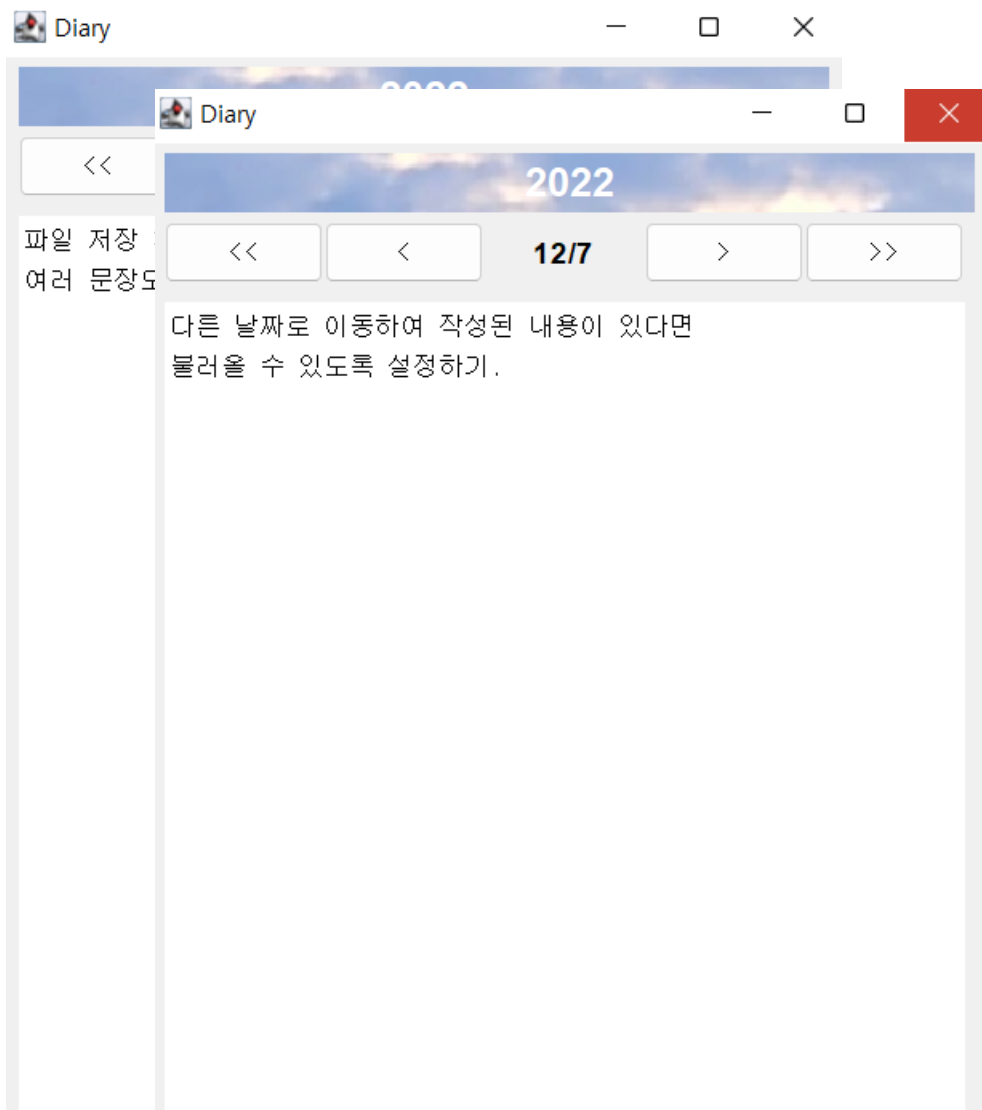 Diary
Diary
2022
<<
<< < 12/7 > >>
파일 저장
여러 문장도
다른 날짜로 이동하여 작성된 내용이 있다면
불러올 수 있도록 설정하기.